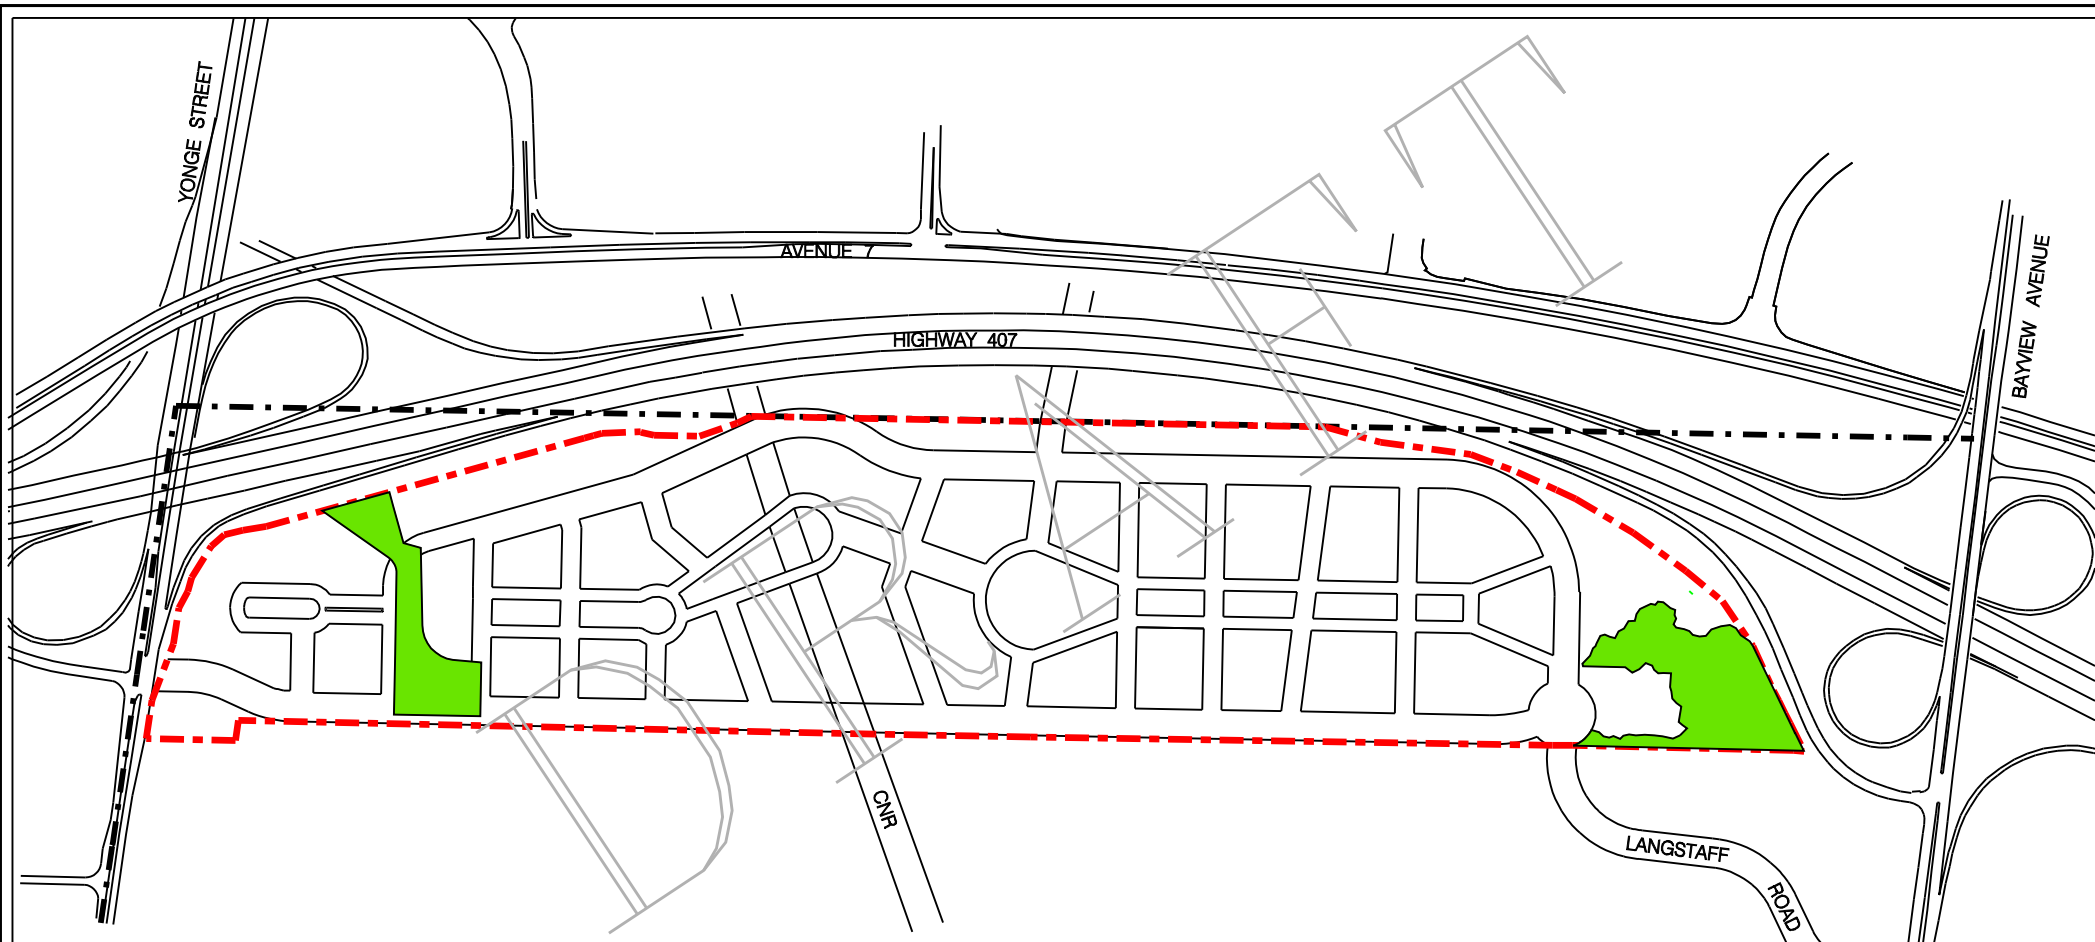 YONGE STREET
AVENUE 7
HIGHWAY 407
BAYVIEW AVENUE
DRAFT
CNR
LANGSTAFF
ROAD